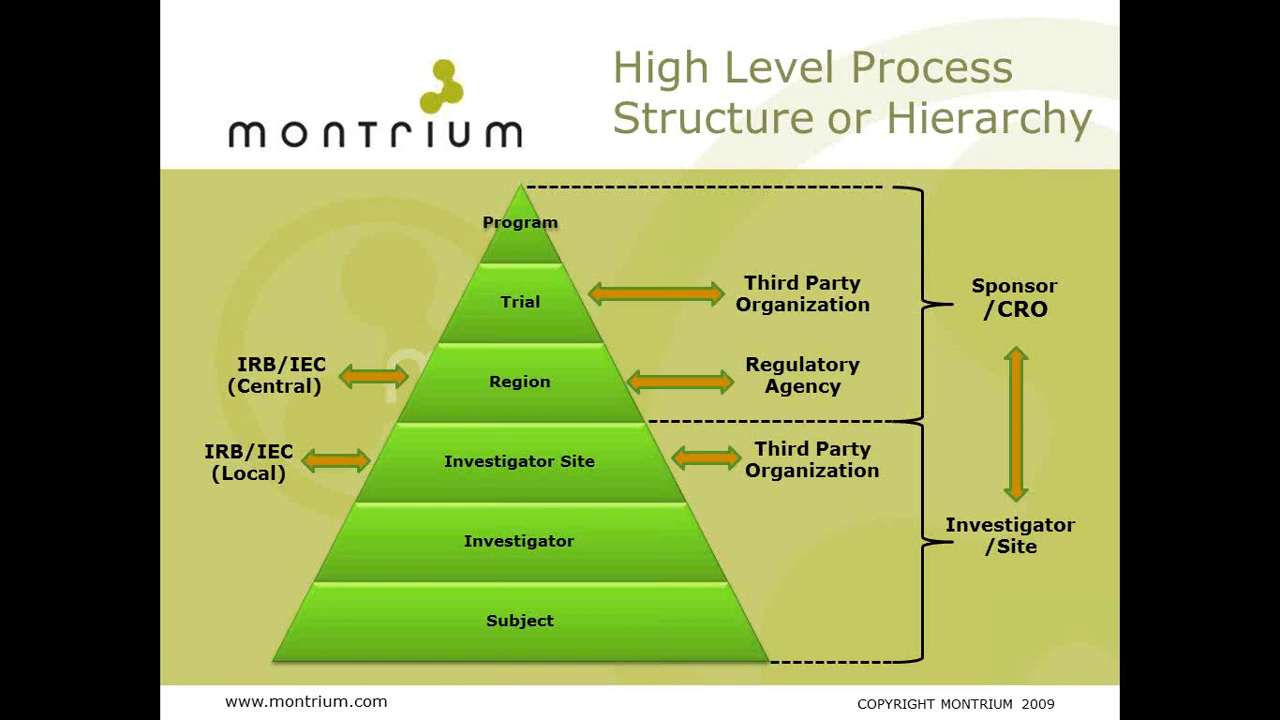 montrium
High Level Process
Structure or Hierarchy
Program
Trial
Third Party
Organization
Sponsor
/CRO
IRB/IEC
(Central)
Region
Regulatory
Agency
IRB/IEC
(Local)
Investigator Site
Third Party
Organization
Investigator
Investigator
/Site
Subject
www.montrium.com
COPYRIGHT MONTRIUM 2009